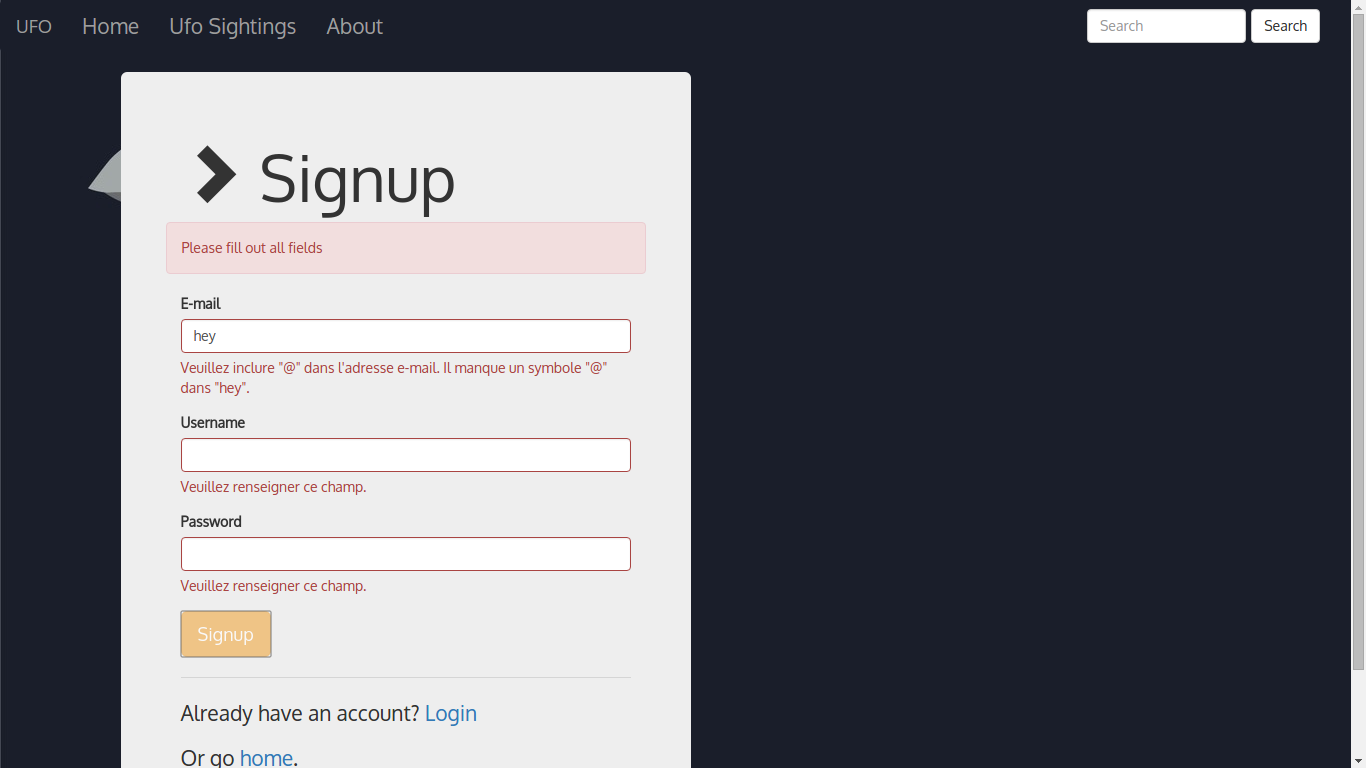 UFO Home Ufo Sightings About Search Search
Signup
Please fill out all fields
E-mail
hey
Veuillez inclure "@" dans l'adresse e-mail. Il manque un symbole "@"
dans "hey".
Username
Veuillez renseigner ce champ.
Password
Veuillez renseigner ce champ.
Signup
Already have an account? Login
Or go home.